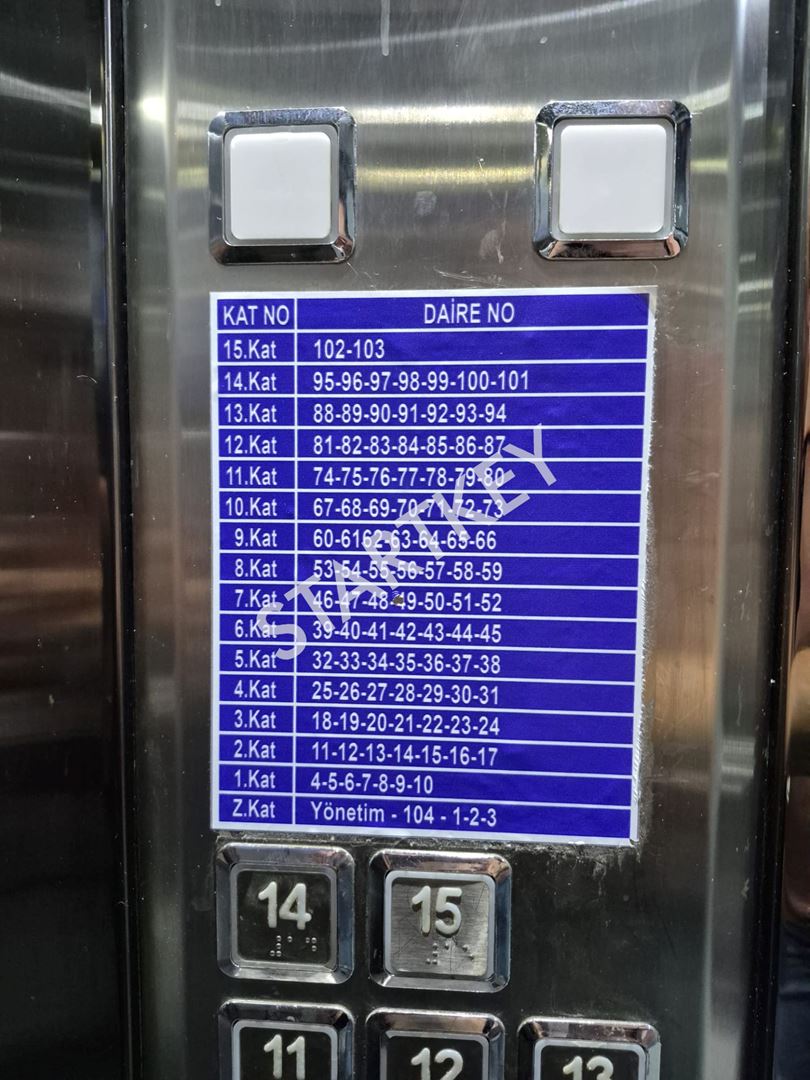 KAT NO DAİRE NO
15.Kat 102-103
14.Kat 95-96-97-98-99-100-101
13.Kat 88-89-90-91-92-93-94
12.Kat 81-82-83-84-85-86-87
11.Kat 74-75-76-77-78-79-80
10.Kat 67-68-69-70-71-72-73
9.Kat 60-6162-63-64-65-66
8.Kat 53-54-55-56-57-58-59
7.Kat 46-47-48-49-50-51-52
6.Kat 39-40-41-42-43-44-45
5.Kat 32-33-34-35-36-37-38
4.Kat 25-26-27-28-29-30-31
3.Kat 18-19-20-21-22-23-24
2.Kat 11-12-13-14-15-16-17
1.Kat 4-5-6-7-8-9-10
Z.Kat Yönetim - 104 - 1-2-3
STARTKEY
14 15
11 12 13